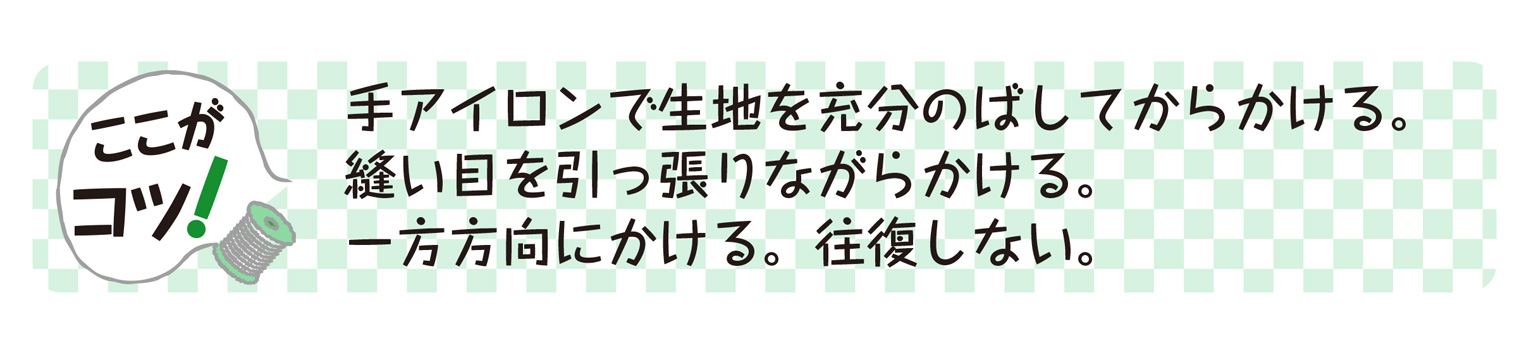 ここが
コツ!
手アイロンで生地を充分のばしてからかける。
縫い目を引っ張りながらかける。
一方方向にかける。往復しない。